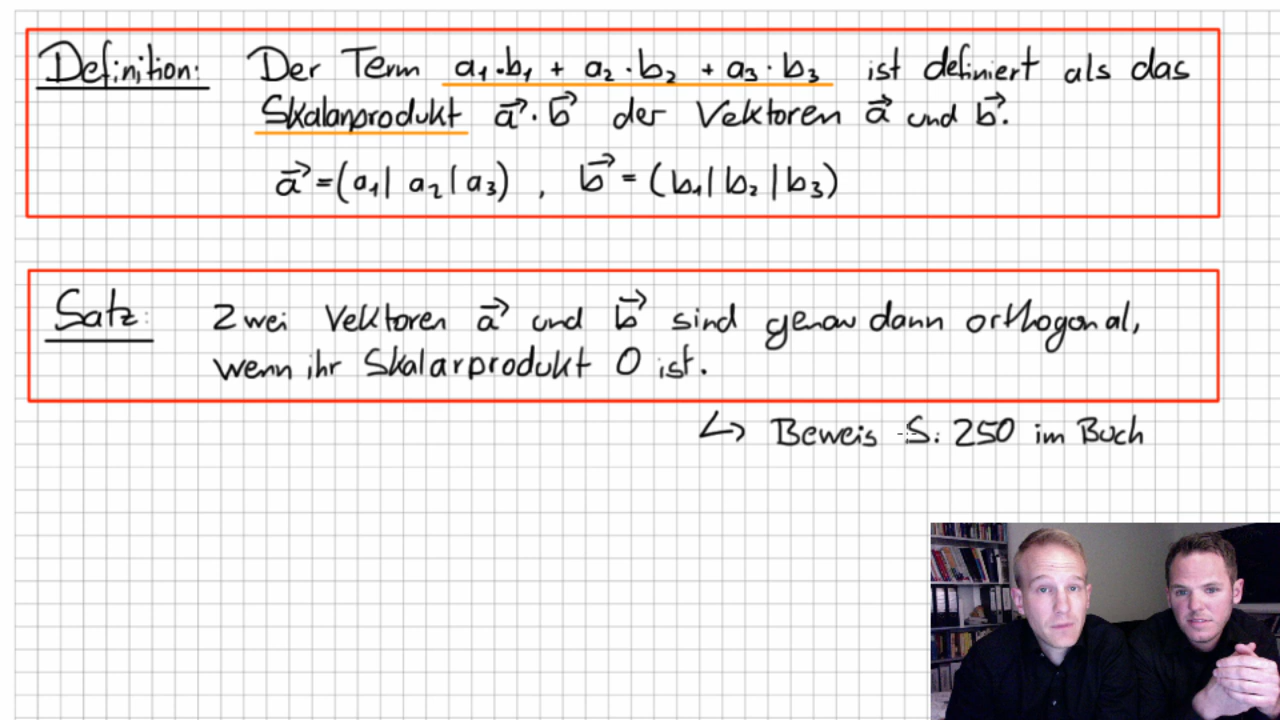 Definition: Der Term a₁·b₁ + a₂·b₂ + a₃·b₃ ist definiert als das
Skalarprodukt a⃗·b⃗ der Vektoren a⃗ und b⃗.
a⃗=(a₁| a₂|a₃) , b⃗=(b₁|b₂|b₃)
Satz: Zwei Vektoren a⃗ und b⃗ sind genau dann orthogonal,
wenn ihr Skalarprodukt 0 ist.
↳ Beweis S. 250 im Buch